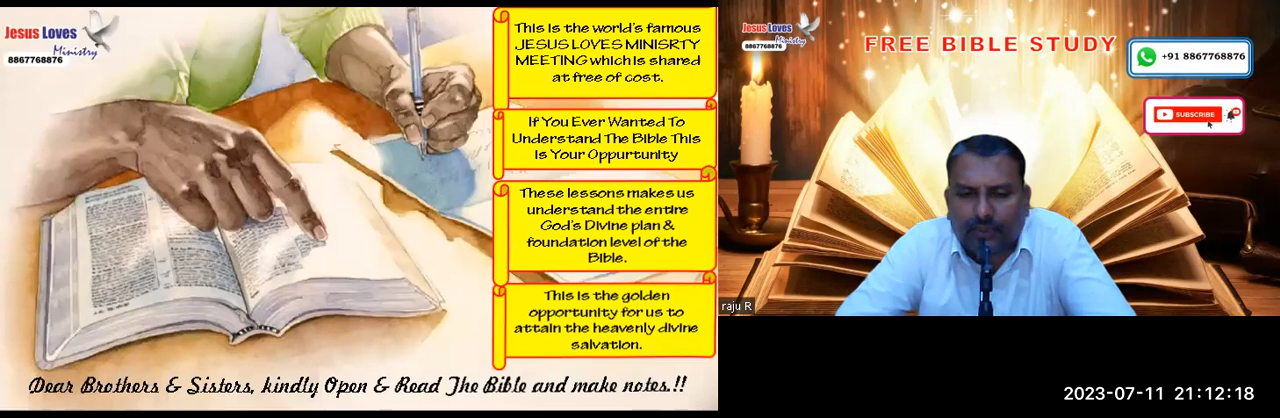 Jesus Loves
Ministry
8867768876
This is the world's famous
JESUS LOVES MINISRTY
MEETING which is shared
at free of cost.
If You Ever Wanted To
Understand The Bible This
Is Your Oppurtunity
These lessons makes us
understand the entire
God's Divine plan &
foundation level of the
Bible.
This is the golden
opportunity for us to
attain the heavenly divine
salvation.
Dear Brothers & Sisters, kindly Open & Read The Bible and make notes.!!
Jesus Loves
Ministry
8867768876
FREE BIBLE STUDY
+91 8867768876
SUBSCRIBE
raju R
2023-07-11 21:12:18